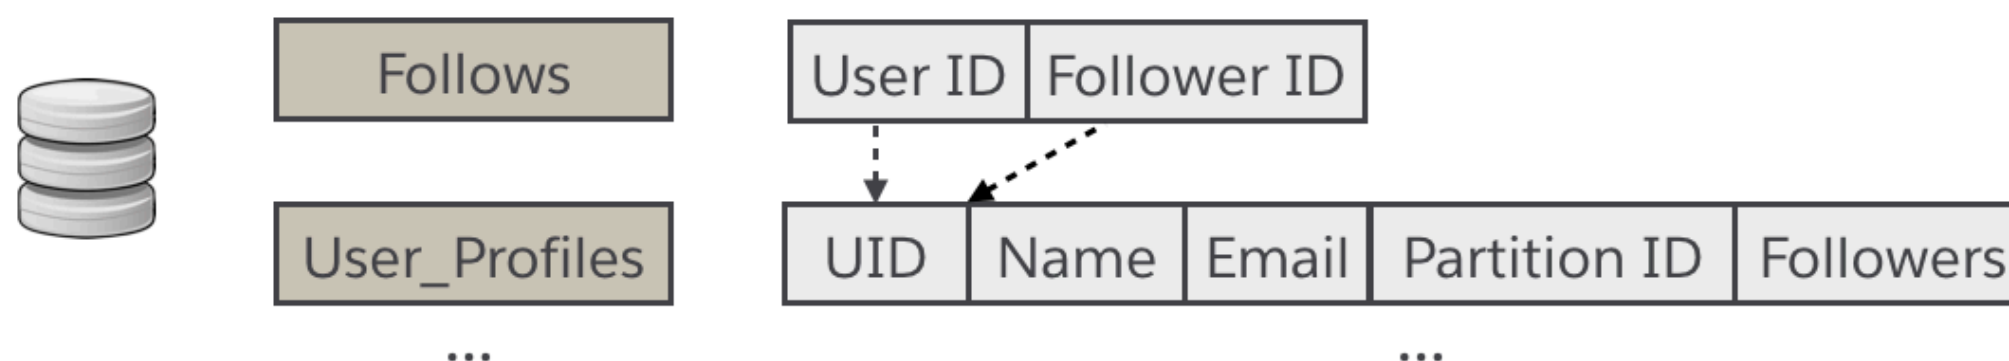 Follows User ID Follower ID
User_Profiles UID Name Email Partition ID Followers
... ...